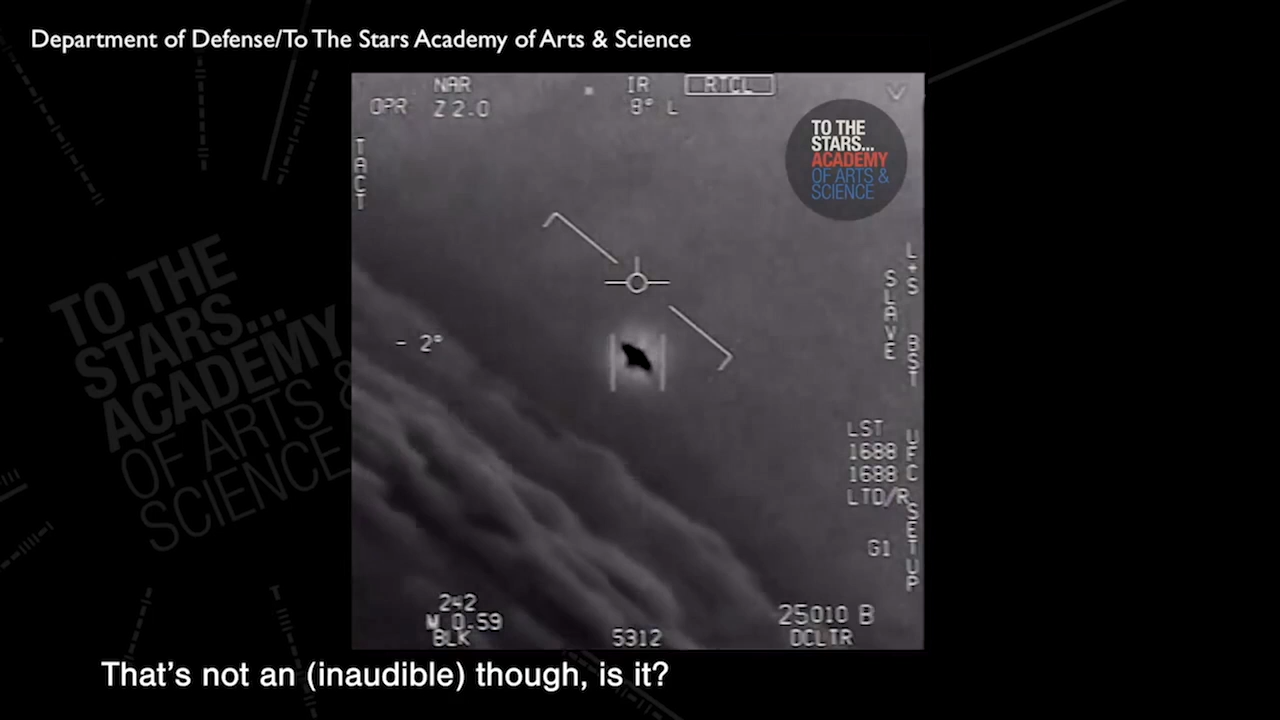 Department of Defense/To The Stars Academy of Arts & Science
NAR
IR
RTCL
V
OPR
Z 2.0
8° L
TACT
TO THE
STARS...
ACADEMY
OF ARTS &
SCIENCE
L+S
SLAVE
BST
- 2°
TO THE
STARS...
ACADEMY
OF ARTS &
SCIENCE
LST
1688
1688
LTD/R
UFC
SETUP
G1
242
M 0.59
BLK
5312
25010 B
DCLTR
That's not an (inaudible) though, is it?